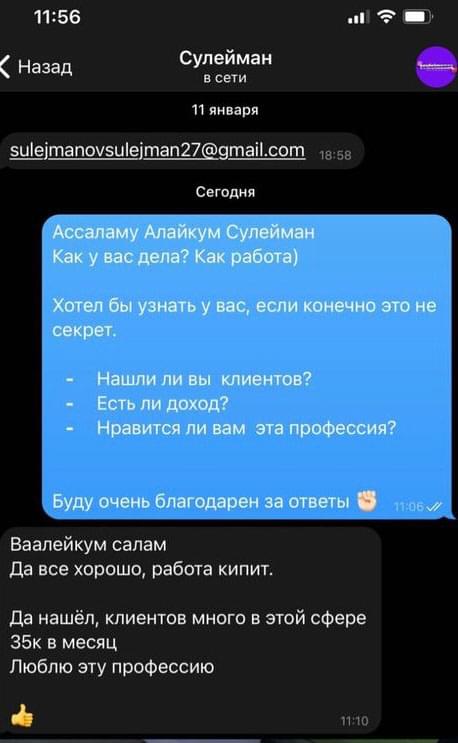 11:56
Назад
Сулейман
в сети
11 января
sulejmanovsulejman27@gmail.com 18:58
Сегодня
Ассаламу Алайкум Сулейман
Как у вас дела? Как работа)
Хотел бы узнать у вас, если конечно это не
секрет.
- Нашли ли вы клиентов?
- Есть ли доход?
- Нравится ли вам эта профессия?
Буду очень благодарен за ответы ✊🏻 11:06
Ваалейкум салам
Да все хорошо, работа кипит.
Да нашёл, клиентов много в этой сфере
35к в месяц
Люблю эту профессию
👍 11:10